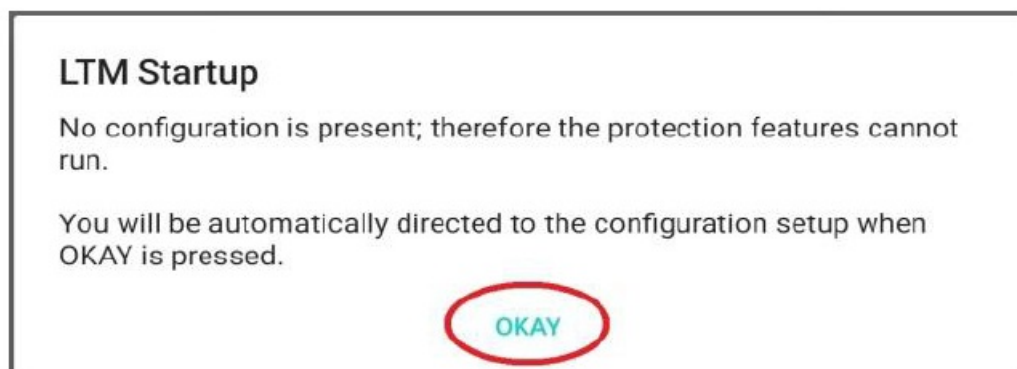 LTM Startup
No configuration is present; therefore the protection features cannot
run.
You will be automatically directed to the configuration setup when
OKAY is pressed.
OKAY